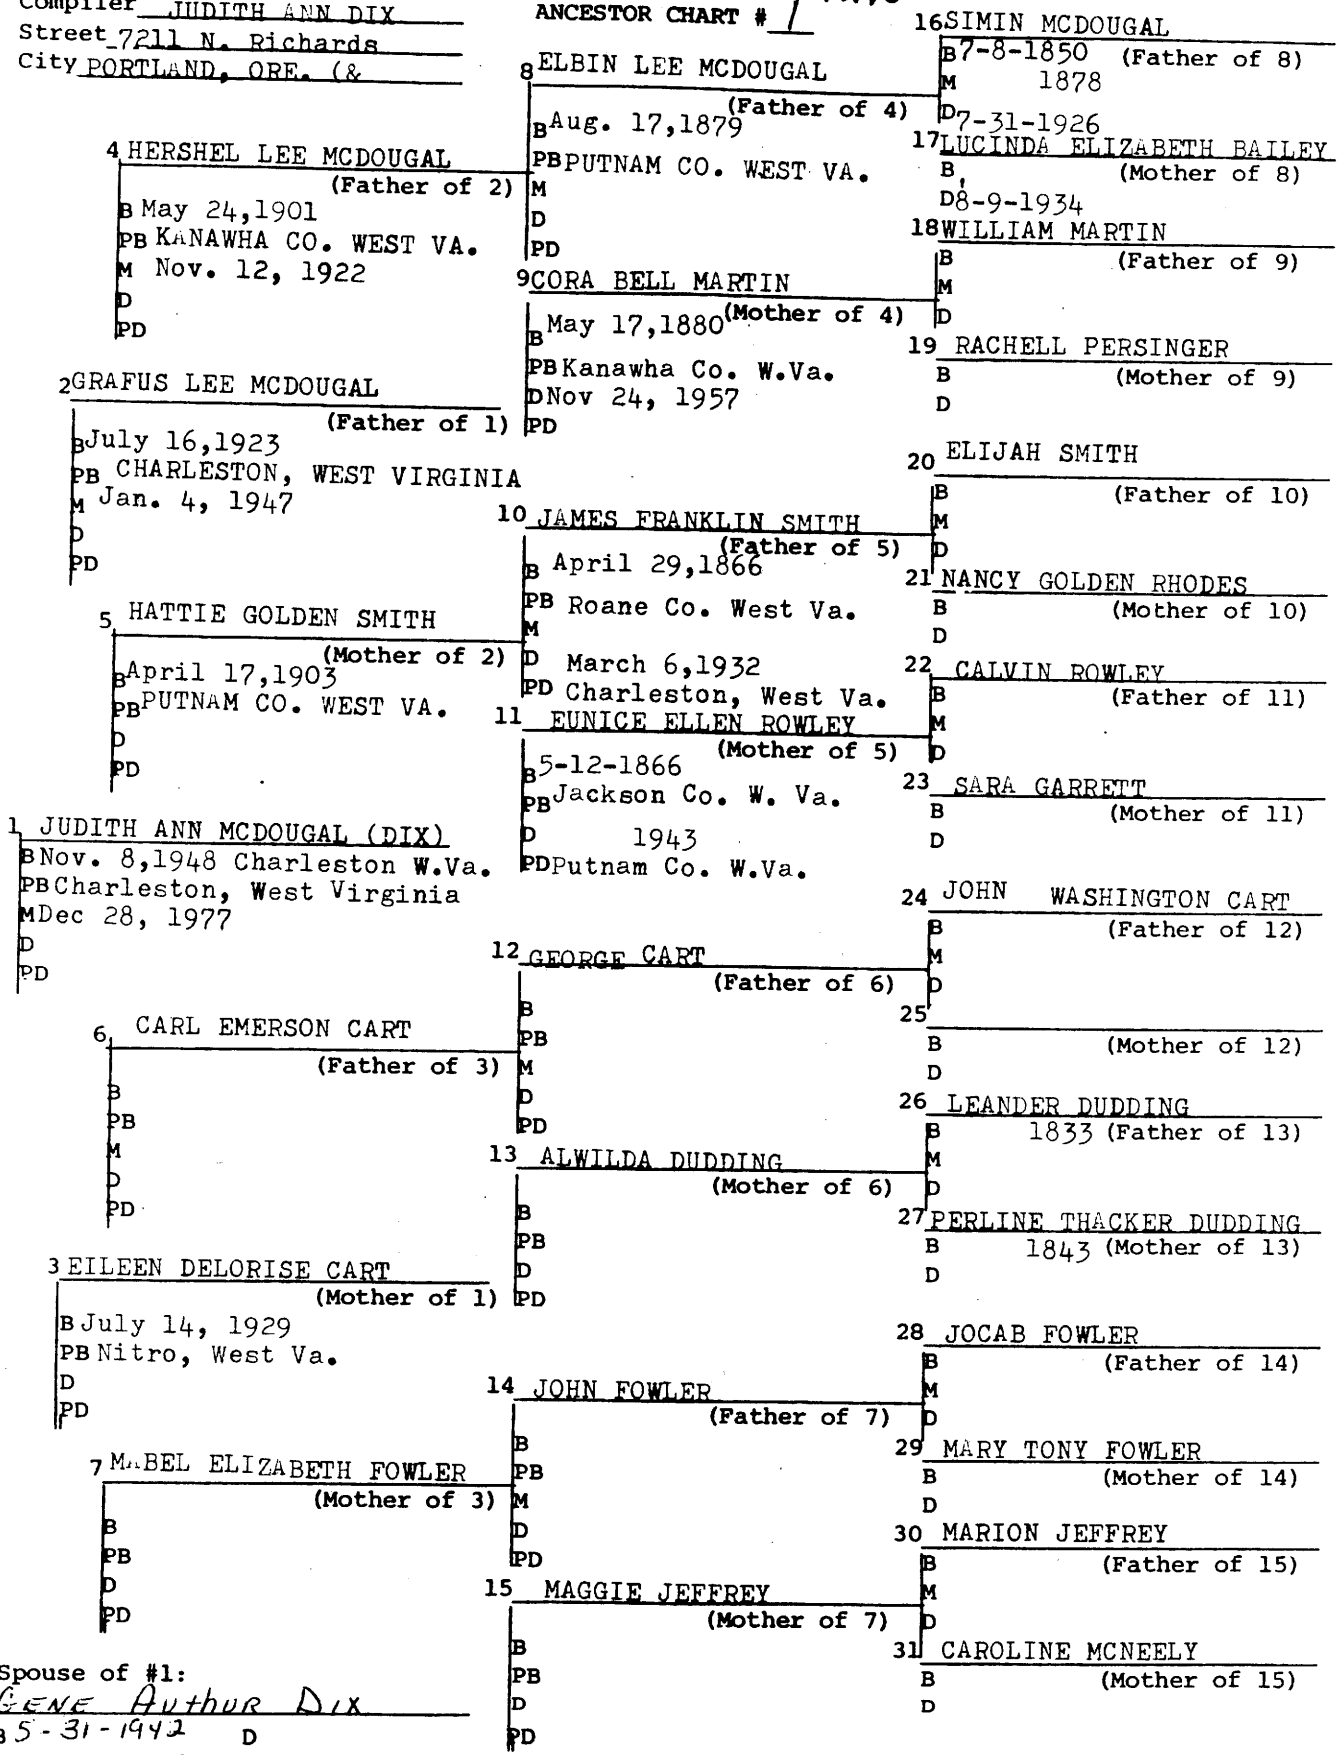 Compiler JUDITH ANN DIX
Street 7211 N. Richards
City PORTLAND, ORE. (&
ANCESTOR CHART # 1
1 JUDITH ANN MCDOUGAL (DIX)
B Nov. 8,1948 Charleston W.Va.
PB Charleston, West Virginia
M Dec 28, 1977
D
PD
2 GRAFUS LEE MCDOUGAL
(Father of 1)
B July 16,1923
PB CHARLESTON, WEST VIRGINIA
M Jan. 4, 1947
D
PD
3 EILEEN DELORISE CART
(Mother of 1)
B July 14, 1929
PB Nitro, West Va.
D
PD
4 HERSHEL LEE MCDOUGAL
(Father of 2)
B May 24,1901
PB KANAWHA CO. WEST VA.
M Nov. 12, 1922
D
PD
5 HATTIE GOLDEN SMITH
(Mother of 2)
B April 17,1903
PB PUTNAM CO. WEST VA.
D
PD
6 CARL EMERSON CART
(Father of 3)
B
PB
M
D
PD
7 MABEL ELIZABETH FOWLER
(Mother of 3)
B
PB
D
PD
8 ELBIN LEE MCDOUGAL
(Father of 4)
B Aug. 17,1879
PB PUTNAM CO. WEST VA.
M
D
PD
9 CORA BELL MARTIN
(Mother of 4)
B May 17,1880
PB Kanawha Co. W.Va.
D Nov 24, 1957
PD
10 JAMES FRANKLIN SMITH
(Father of 5)
B April 29,1866
PB Roane Co. West Va.
M
D March 6,1932
PD Charleston, West Va.
11 EUNICE ELLEN ROWLEY
(Mother of 5)
B 5-12-1866
PB Jackson Co. W. Va.
D 1943
PD Putnam Co. W.Va.
12 GEORGE CART
(Father of 6)
B
PB
M
D
PD
13 ALWILDA DUDDING
(Mother of 6)
B
PB
D
PD
14 JOHN FOWLER
(Father of 7)
B
PB
M
D
PD
15 MAGGIE JEFFREY
(Mother of 7)
B
PB
D
PD
16 SIMIN MCDOUGAL
B 7-8-1850 (Father of 8)
M 1878
D 7-31-1926
17 LUCINDA ELIZABETH BAILEY
B, (Mother of 8)
D 8-9-1934
18 WILLIAM MARTIN
B (Father of 9)
M
D
19 RACHELL PERSINGER
B (Mother of 9)
D
20 ELIJAH SMITH
B (Father of 10)
M
D
21 NANCY GOLDEN RHODES
B (Mother of 10)
D
22 CALVIN ROWLEY
B (Father of 11)
M
D
23 SARA GARRETT
B (Mother of 11)
D
24 JOHN WASHINGTON CART
B (Father of 12)
M
D
25
B (Mother of 12)
D
26 LEANDER DUDDING
B 1833 (Father of 13)
M
D
27 PERLINE THACKER DUDDING
B 1843 (Mother of 13)
D
28 JOCAB FOWLER
B (Father of 14)
M
D
29 MARY TONY FOWLER
B (Mother of 14)
D
30 MARION JEFFREY
B (Father of 15)
M
D
31 CAROLINE MCNEELY
B (Mother of 15)
D
Spouse of #1:
GENE Authur Dix
B 5-31-1942 D